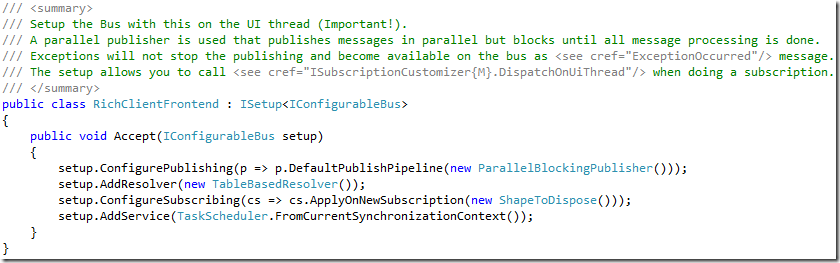 /// <summary>
/// Setup the Bus with this on the UI thread (Important!).
/// A parallel publisher is used that publishes messages in parallel but blocks until all message processing is done.
/// Exceptions will not stop the publishing and become available on the bus as <see cref="ExceptionOccurred"/> message.
/// The setup allows you to call <see cref="ISubscriptionCustomizer{M}.DispatchOnUiThread"/> when doing a subscription.
/// </summary>
public class RichClientFrontend : ISetup<IConfigurableBus>
{
    public void Accept(IConfigurableBus setup)
    {
        setup.ConfigurePublishing(p => p.DefaultPublishPipeline(new ParallelBlockingPublisher()));
        setup.AddResolver(new TableBasedResolver());
        setup.ConfigureSubscribing(cs => cs.ApplyOnNewSubscription(new ShapeToDispose()));
        setup.AddService(TaskScheduler.FromCurrentSynchronizationContext());
    }
}